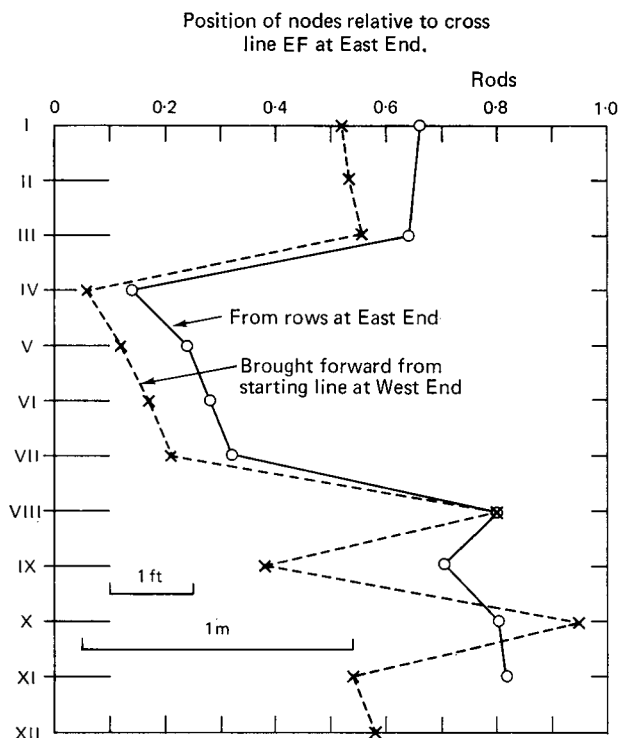 Position of nodes relative to cross
line EF at East End.
Rods
0 0·2 0·4 0·6 0·8 1·0
I
II
III
IV
From rows at East End
V
Brought forward from
starting line at West End
VI
VII
VIII
IX
1 ft
X
1m
XI
XII